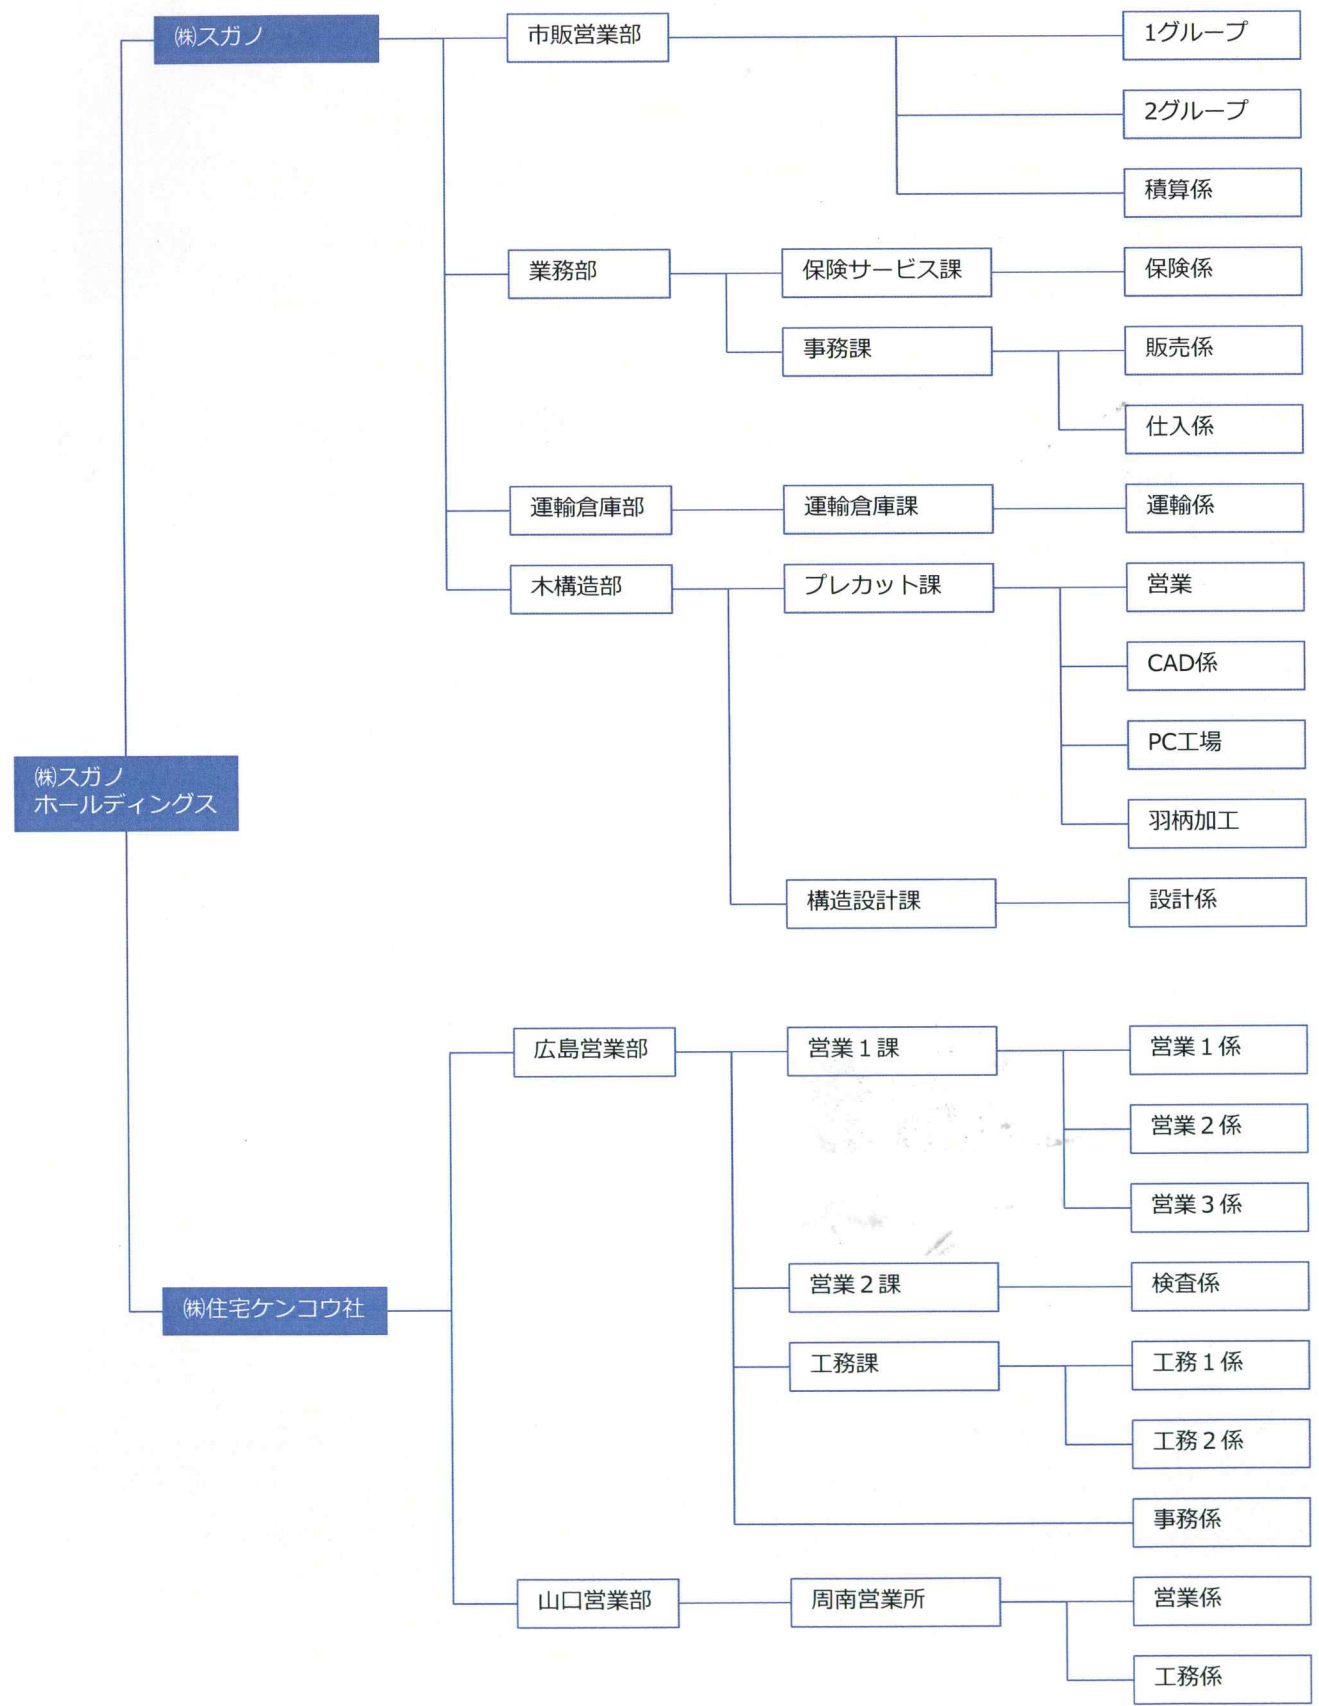 ㈱スガノ
市販営業部
1グループ
2グループ
積算係
業務部
保険サービス課
保険係
事務課
販売係
仕入係
運輸倉庫部
運輸倉庫課
運輸係
木構造部
プレカット課
営業
CAD係
PC工場
羽柄加工
構造設計課
設計係
㈱スガノ
ホールディングス
広島営業部
営業１課
営業１係
営業２係
営業３係
営業２課
検査係
㈱住宅ケンコウ社
工務課
工務１係
工務２係
事務係
山口営業部
周南営業所
営業係
工務係